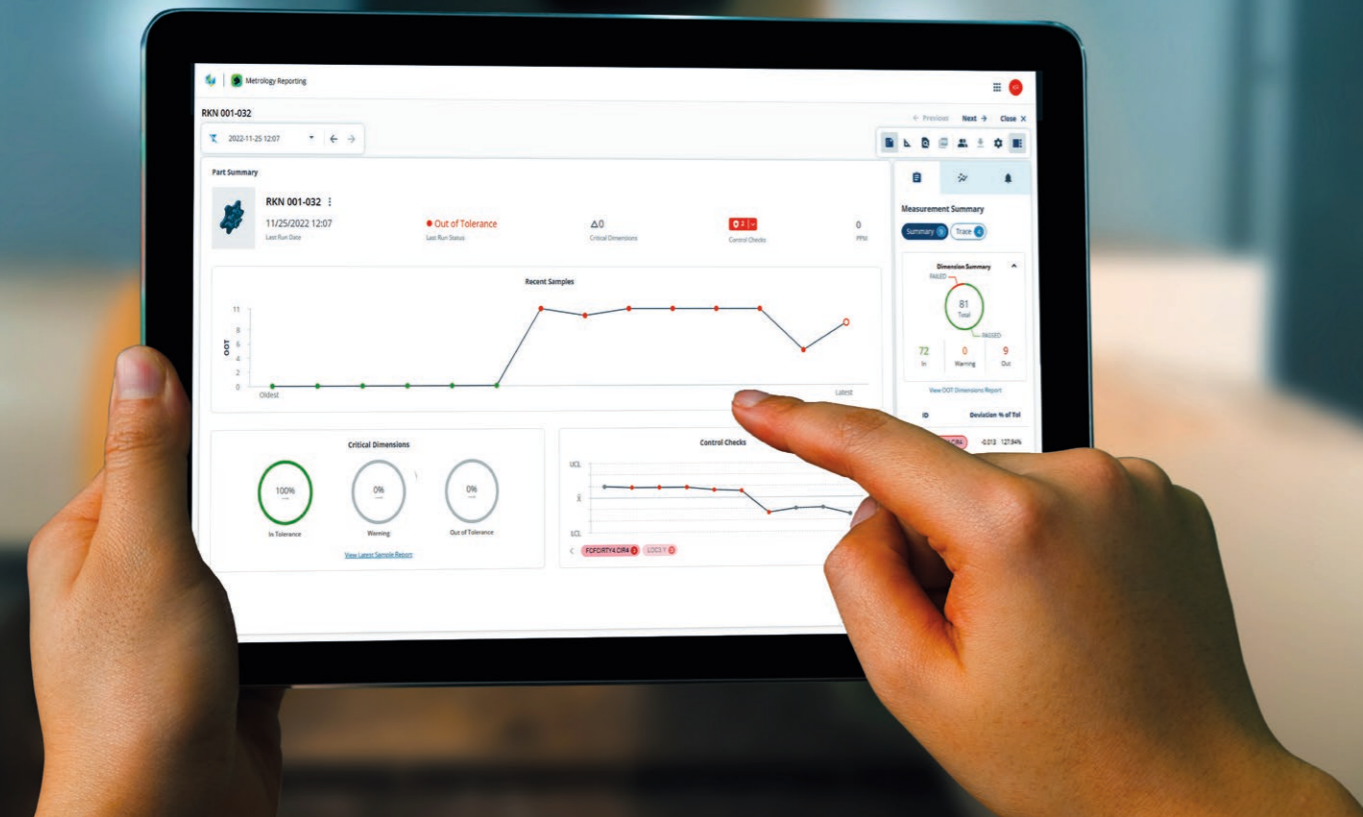 Metrology Reporting
RKN 001-032
← Previous Next → Close X
2022-11-25 12:07
Part Summary
RKN 001-032
11/25/2022 12:07
Last Run Date
Out of Tolerance
Last Run Status
0
Critical Dimensions
2
Control Checks
0
PPM
Recent Samples
OOT
11
8
6
4
2
0
Oldest
Latest
Critical Dimensions
100%
In Tolerance
0%
Warning
0%
Out of Tolerance
View Latest Sample Report
Control Checks
UCL
LCL
FCFCIRTY4.CIR4
LOC3.Y
Measurement Summary
Summary
Trace
Dimension Summary
FAILED
81
Total
PASSED
72
In
0
Warning
9
Out
View OOT Dimensions Report
ID Deviation % of Tol
-0.013 127.94%